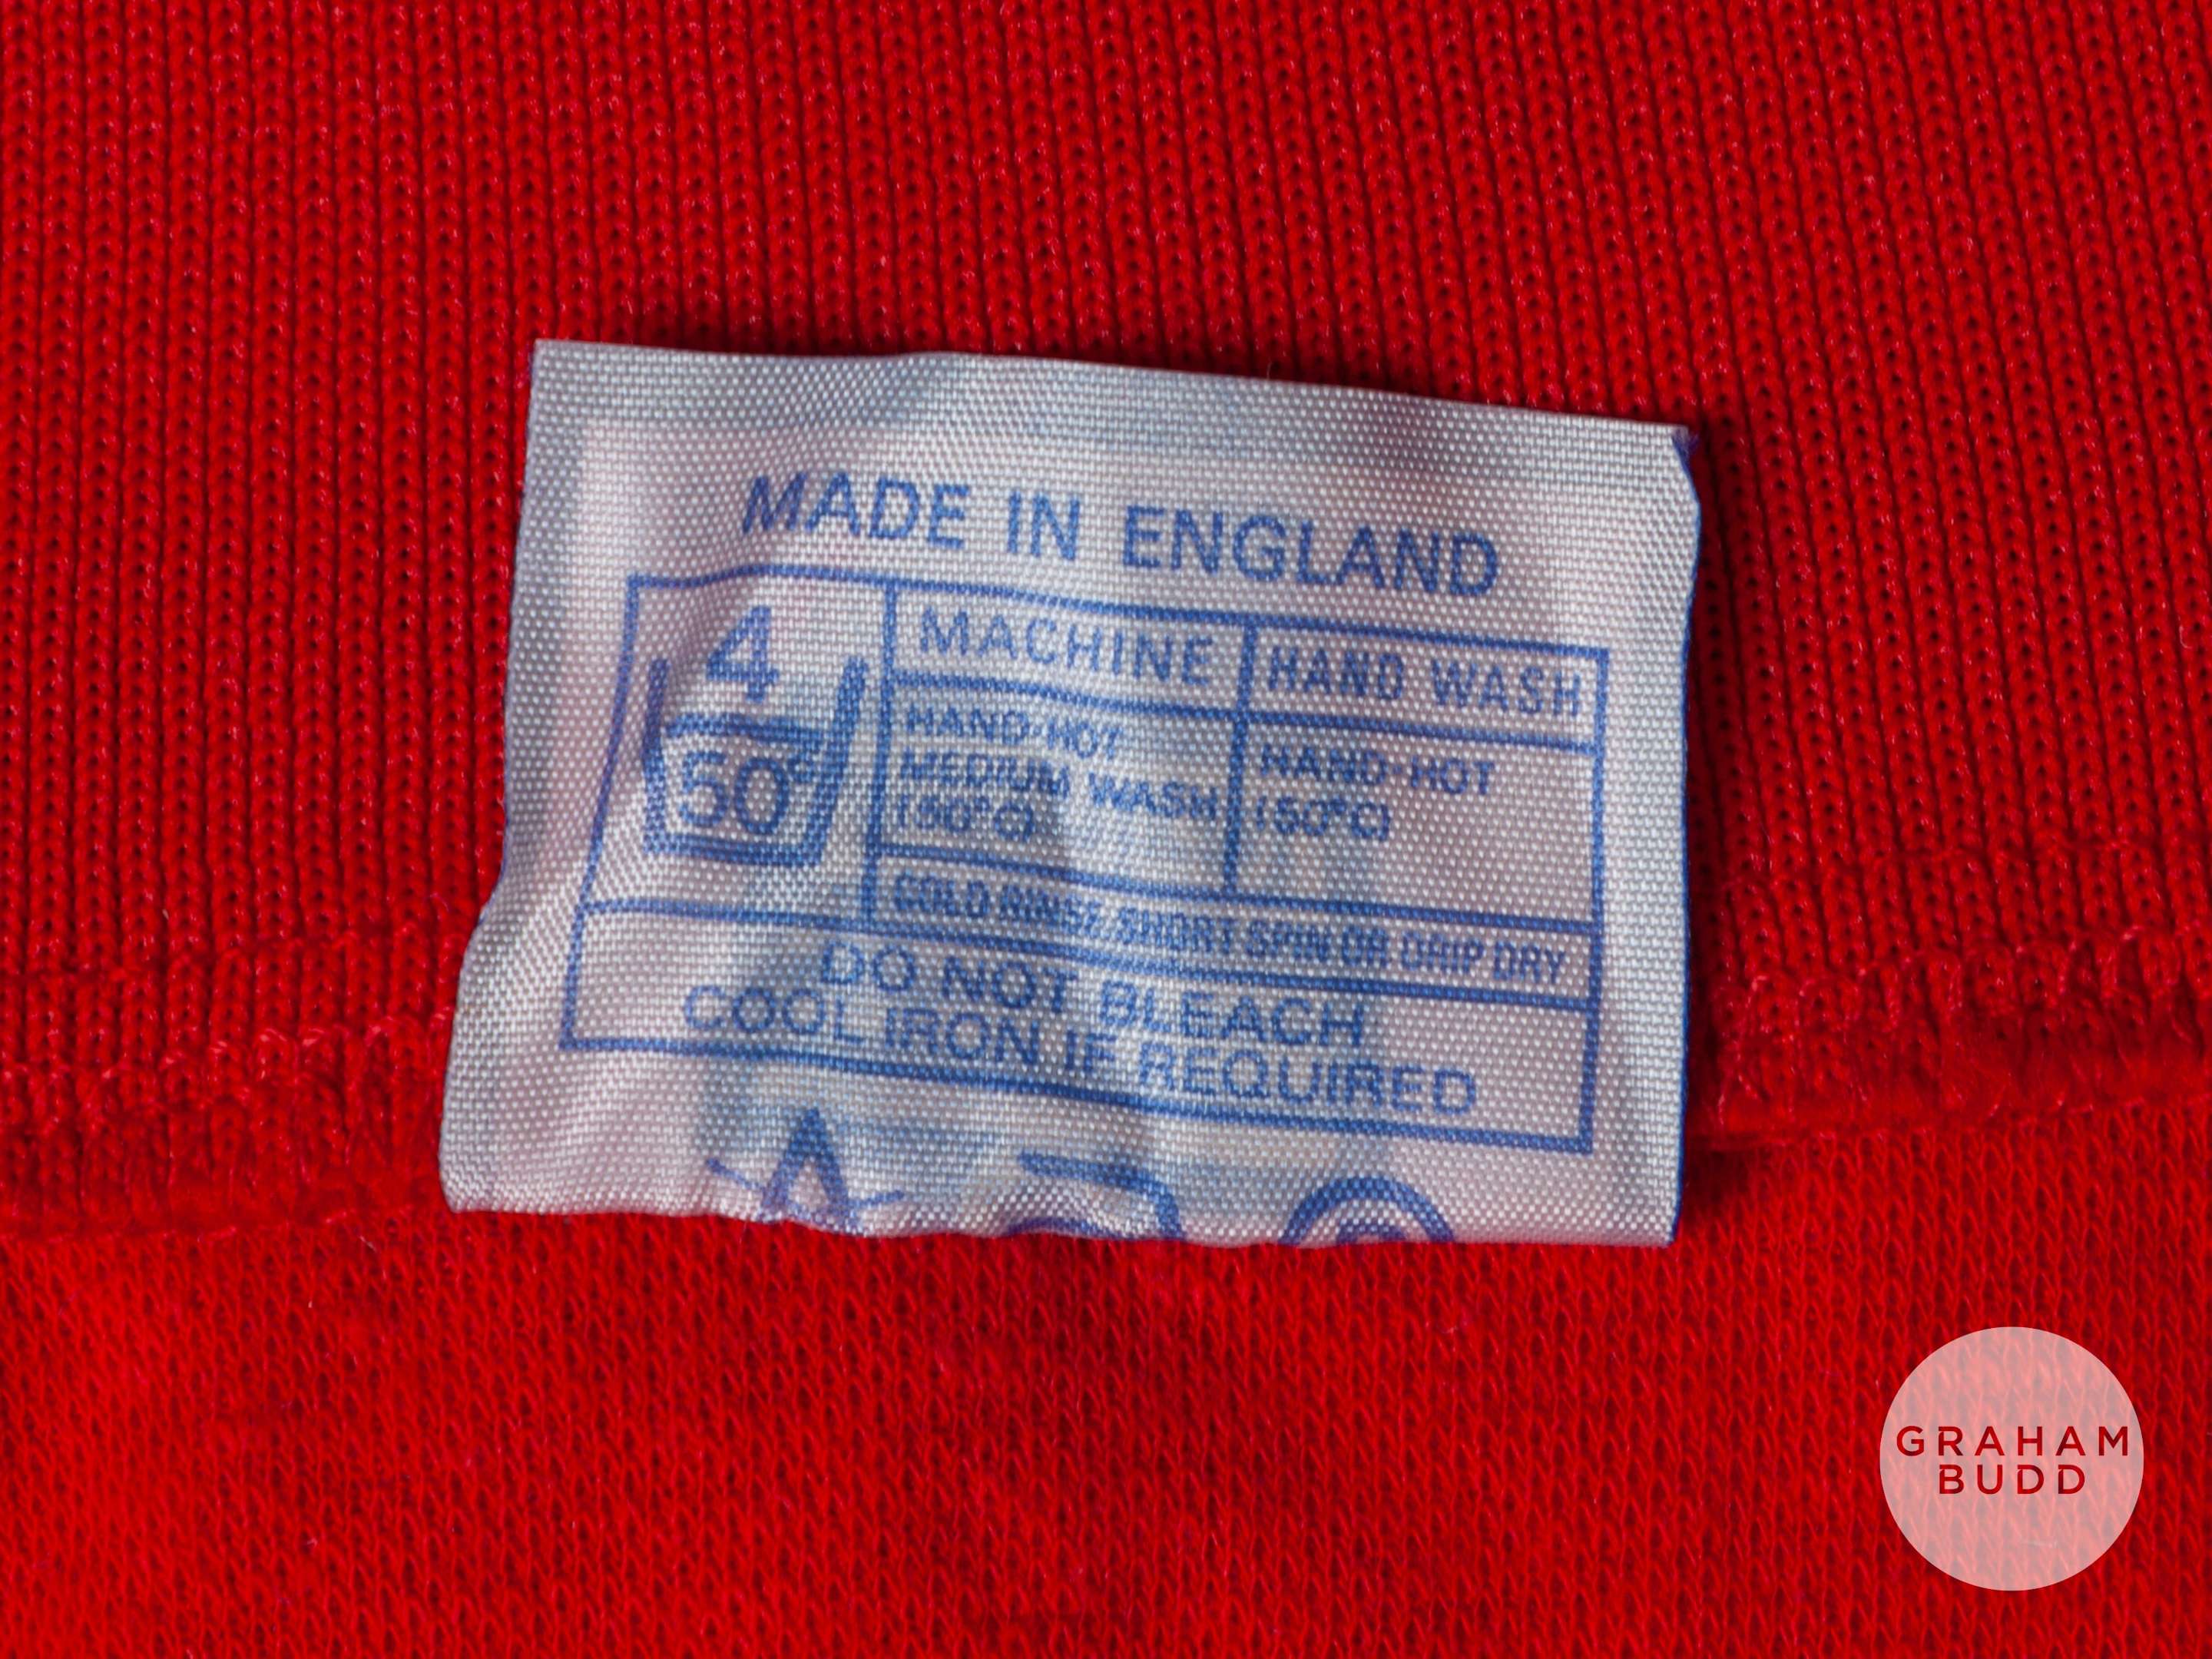 MADE IN ENGLAND
4
50°
MACHINE
HAND WASH
HAND-HOT
MEDIUM WASH
(50°C)
HAND-HOT
(50°C)
COLD RINSE. SHORT SPIN OR DRIP DRY
DO NOT BLEACH
COOL IRON IF REQUIRED
GRAHAM
BUDD